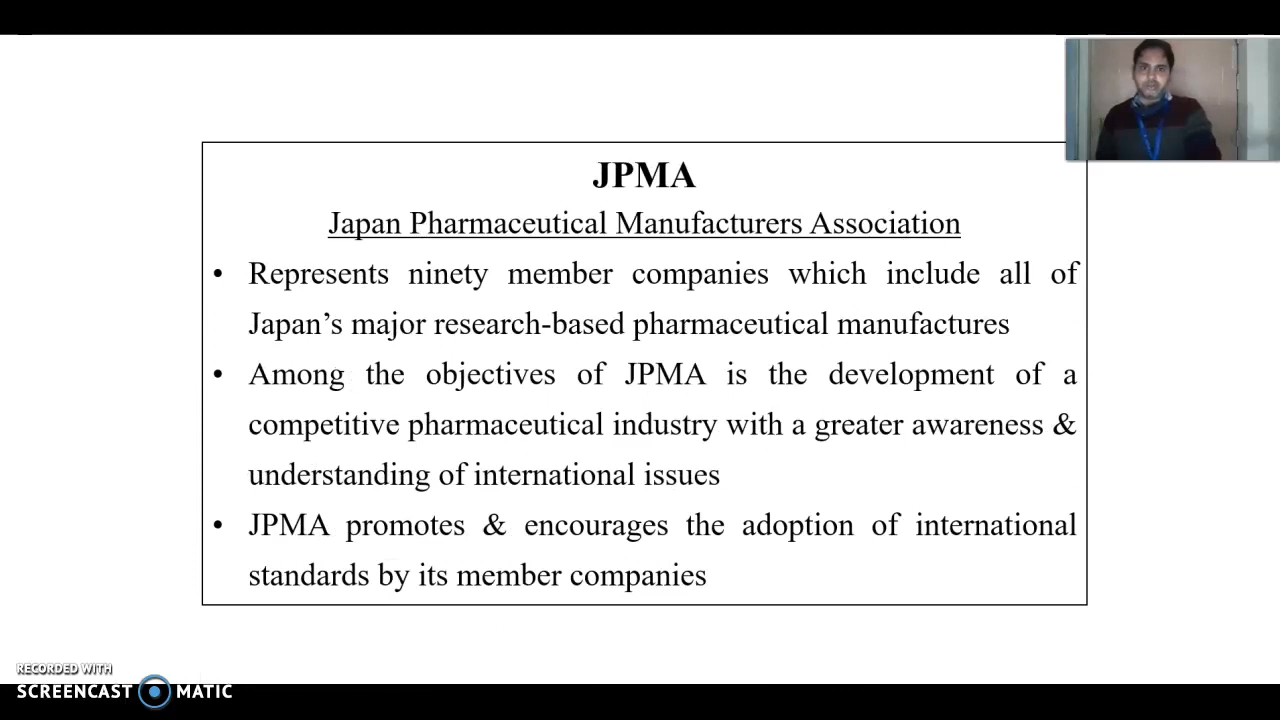 JPMA
Japan Pharmaceutical Manufacturers Association
• Represents ninety member companies which include all of
Japan’s major research-based pharmaceutical manufactures
• Among the objectives of JPMA is the development of a
competitive pharmaceutical industry with a greater awareness &
understanding of international issues
• JPMA promotes & encourages the adoption of international
standards by its member companies
RECORDED WITH
SCREENCAST MATIC